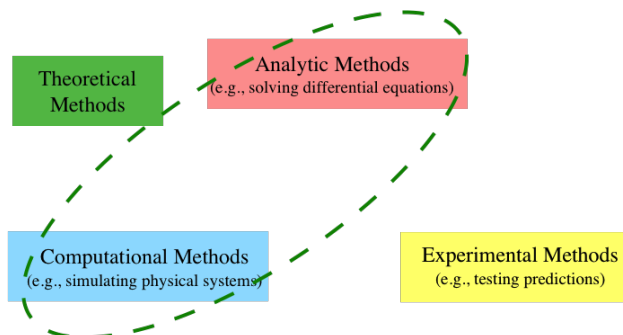 Theoretical
Methods
Analytic Methods
(e.g., solving differential equations)
Computational Methods
(e.g., simulating physical systems)
Experimental Methods
(e.g., testing predictions)